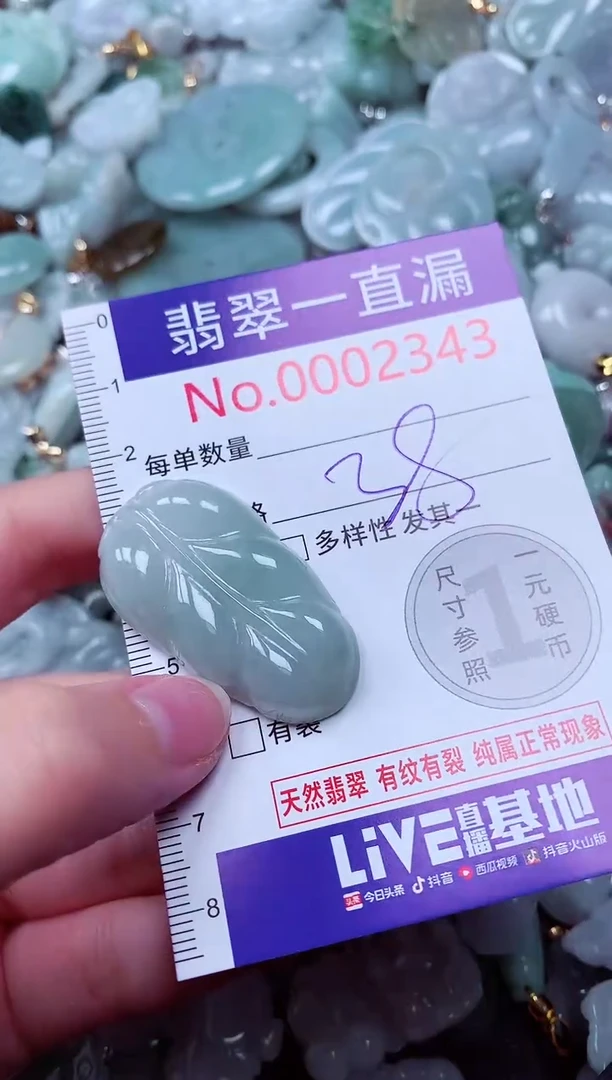 翡翠一直漏
No.0002343
0
1
2
每单数量
格
38
多样性 发其一
尺寸参照
1
一元硬币
5
有裂
天然翡翠 有纹有裂 纯属正常现象
7
LiVE直播基地
8
头条 今日头条 抖音 西瓜视频 抖音火山版